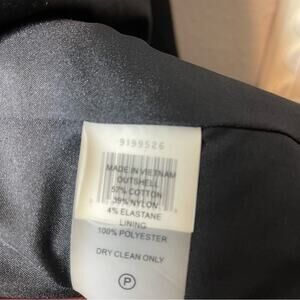 9199526
MADE IN VIETNAM
OUTSHELL
57% COTTON
39% NYLON
4% ELASTANE
LINING
100% POLYESTER
DRY CLEAN ONLY
P